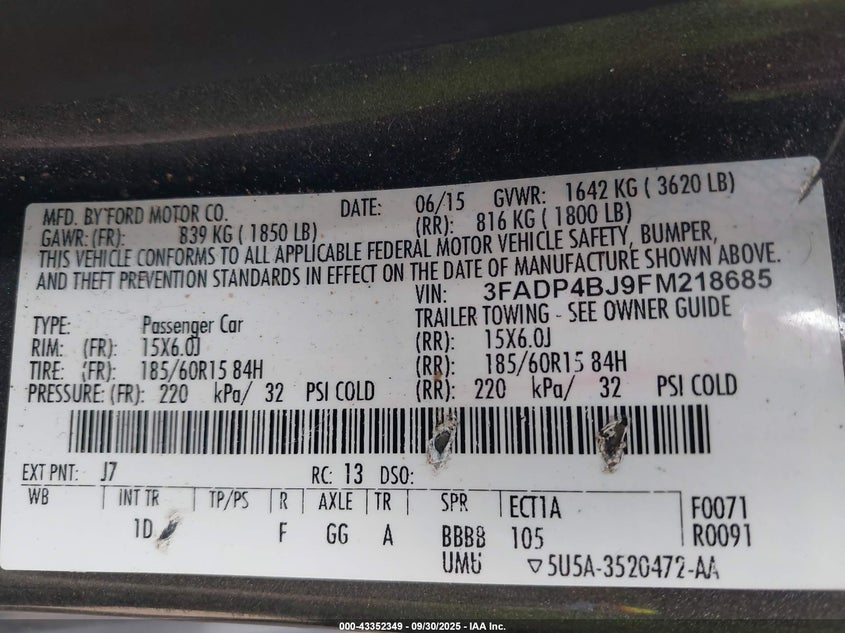 MFD. BY FORD MOTOR CO. DATE: 06/15 GVWR: 1642 KG ( 3620 LB)
GAWR: (FR): 839 KG ( 1850 LB) (RR): 816 KG ( 1800 LB)
THIS VEHICLE CONFORMS TO ALL APPLICABLE FEDERAL MOTOR VEHICLE SAFETY, BUMPER,
AND THEFT PREVENTION STANDARDS IN EFFECT ON THE DATE OF MANUFACTURE SHOWN ABOVE.
VIN: 3FADP4BJ9FM218685
TYPE: Passenger Car TRAILER TOWING - SEE OWNER GUIDE
RIM: (FR): 15X6.0J (RR): 15X6.0J
TIRE: (FR): 185/60R15 84H (RR): 185/60R15 84H
PRESSURE: (FR): 220 kPa/ 32 PSI COLD (RR): 220 kPa/ 32 PSI COLD
EXT PNT: J7 RC: 13 DSO:
WB INT TR TP/PS R AXLE TR SPR ECT1A F0071
1D F GG A BBBB 105 R0091
UM6 ▽5U5A-3520472-AA
000-43352349 - 09/30/2025 - IAA Inc.